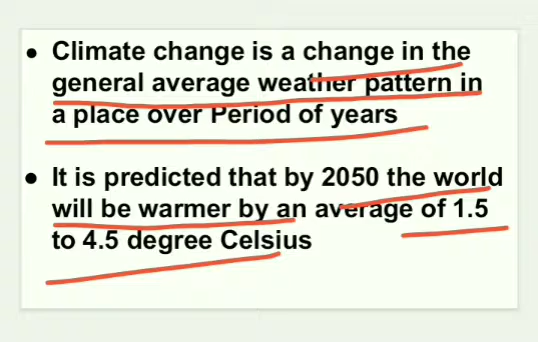 • Climate change is a change in the
general average weather pattern in
a place over Period of years
• It is predicted that by 2050 the world
will be warmer by an average of 1.5
to 4.5 degree Celsius